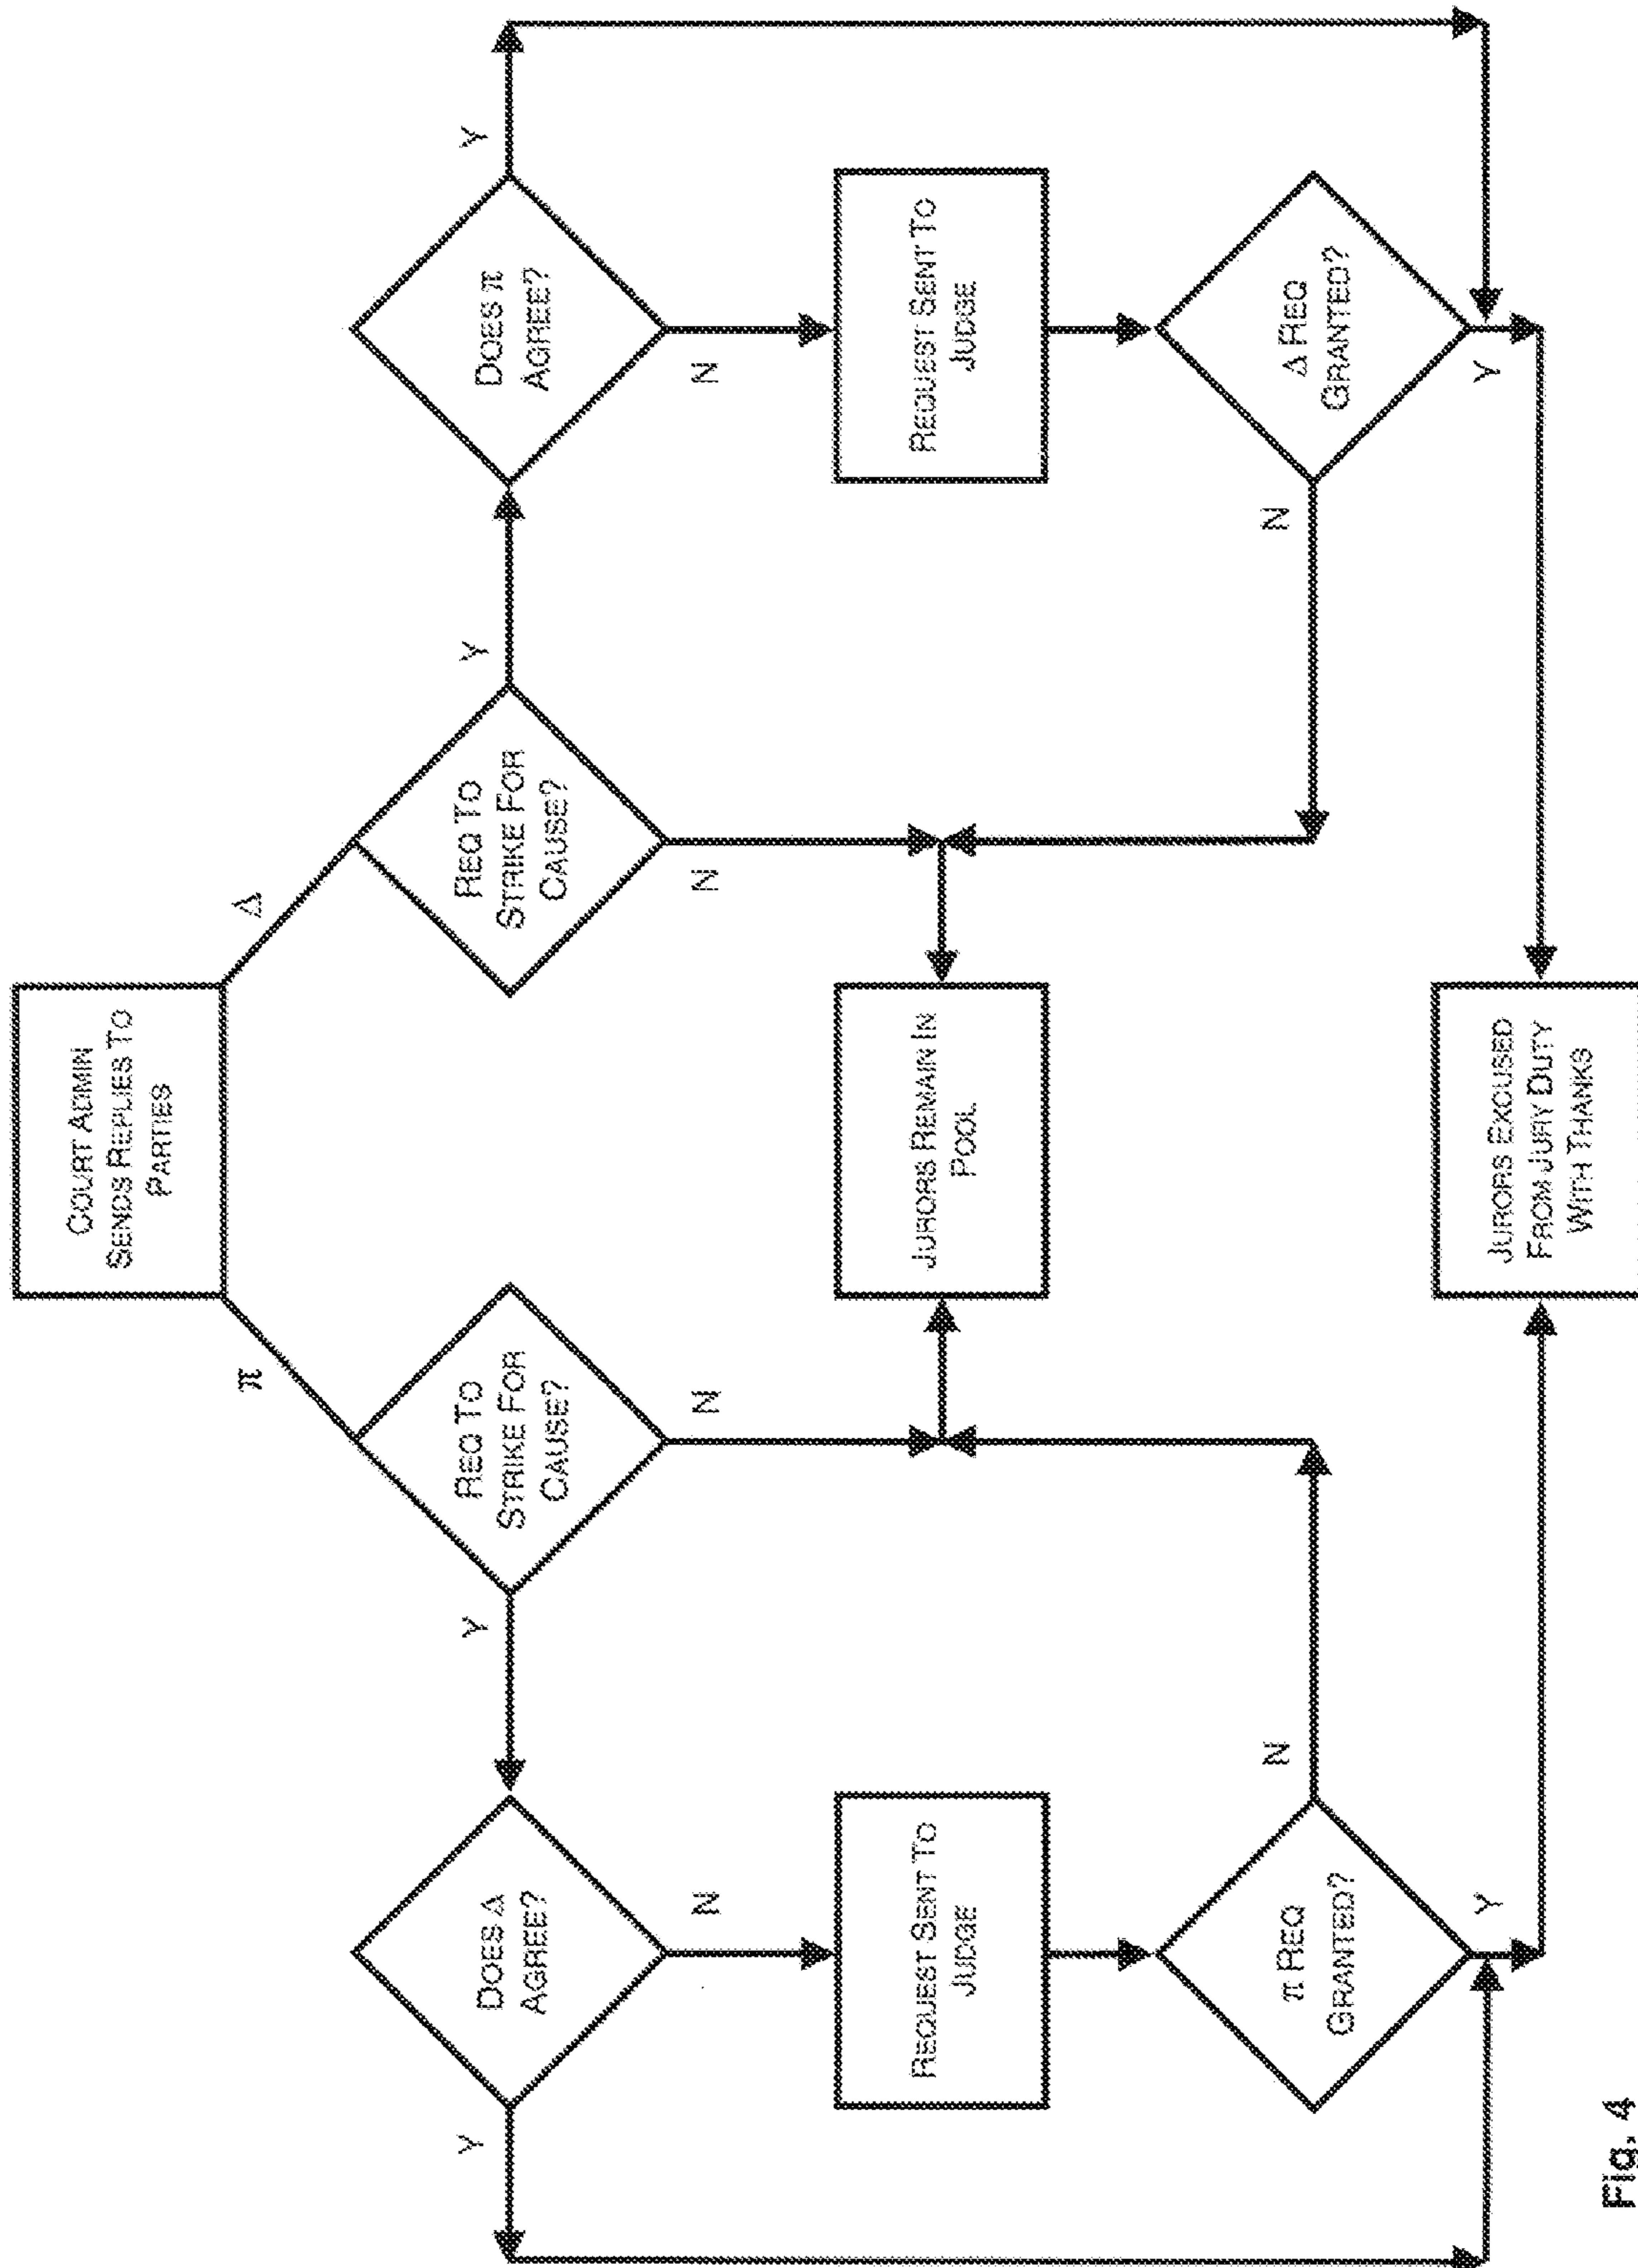 COURT ADMIN
SENDS REPLIES TO
PARTIES
π
Δ
REQ TO
STRIKE FOR
CAUSE?
REQ TO
STRIKE FOR
CAUSE?
Y
N
N
Y
DOES Δ
AGREE?
DOES π
AGREE?
Y
N
N
Y
REQUEST SENT TO
JUDGE
JURORS REMAIN IN
POOL
REQUEST SENT TO
JUDGE
π REQ
GRANTED?
N
N
Δ REQ
GRANTED?
Y
Y
JURORS EXCUSED
FROM JURY DUTY
WITH THANKS
Fig. 4